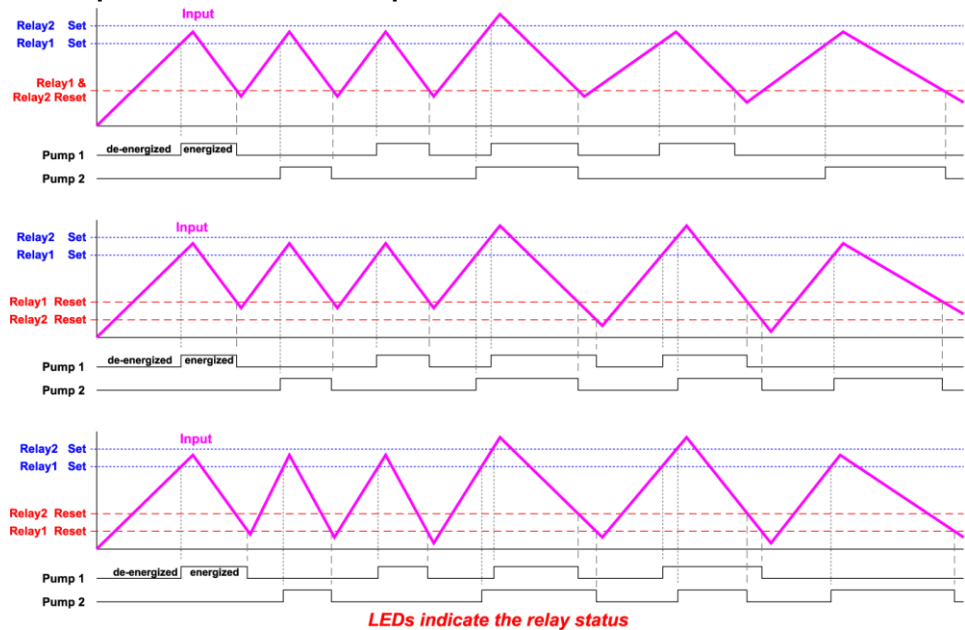 Input
Relay2 Set
Relay1 Set
Relay1 &
Relay2 Reset
de-energized energized
Pump 1
Pump 2
Input
Relay2 Set
Relay1 Set
Relay1 Reset
Relay2 Reset
de-energized energized
Pump 1
Pump 2
Input
Relay2 Set
Relay1 Set
Relay2 Reset
Relay1 Reset
de-energized energized
Pump 1
Pump 2
LEDs indicate the relay status